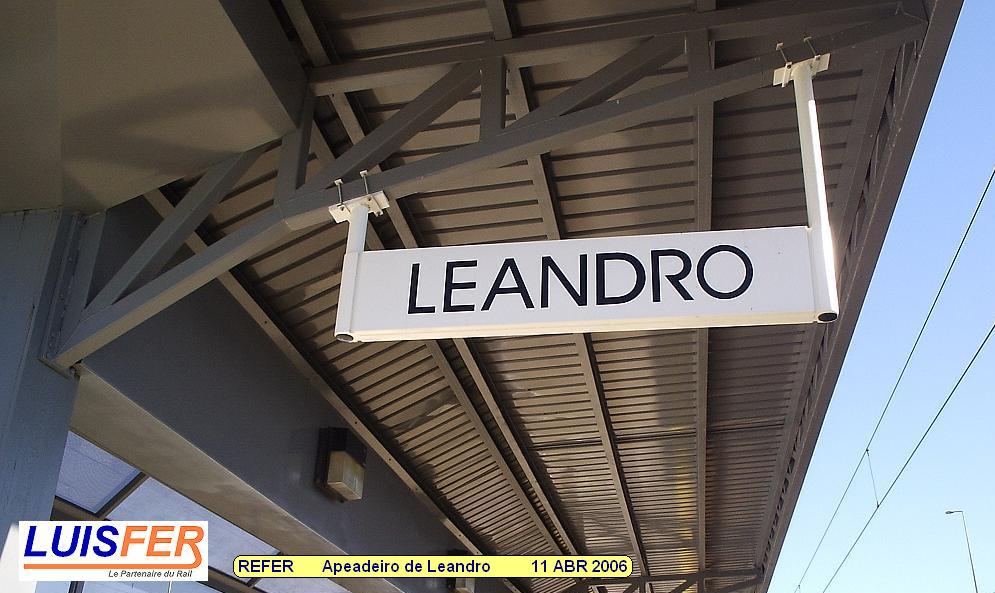 LEANDRO
LUISFER
Le Partenaire du Rail
REFER Apeadeiro de Leandro 11 ABR 2006